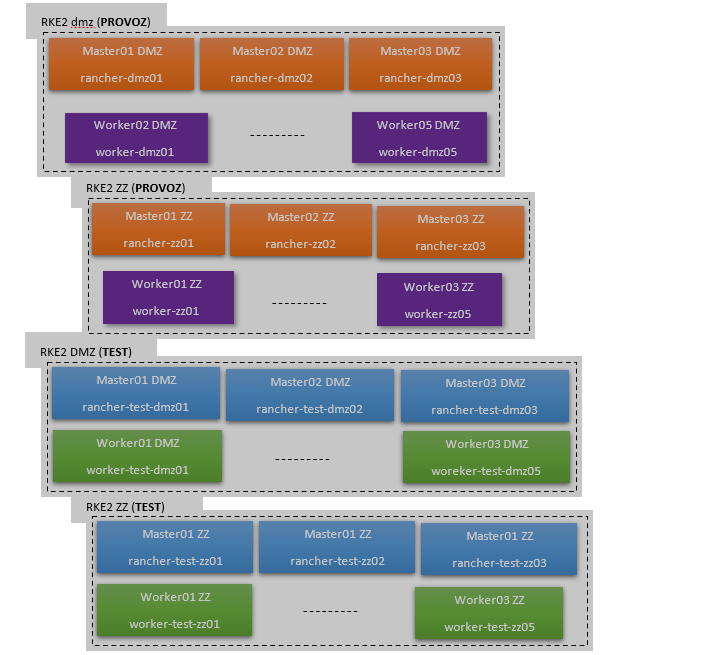 RKE2 dmz (PROVOZ)
Master01 DMZ
rancher-dmz01
Master02 DMZ
rancher-dmz02
Master03 DMZ
rancher-dmz03
Worker02 DMZ
worker-dmz01
---------
Worker05 DMZ
worker-dmz05
RKE2 ZZ (PROVOZ)
Master01 ZZ
rancher-zz01
Master02 ZZ
rancher-zz02
Master03 ZZ
rancher-zz03
Worker01 ZZ
worker-zz01
---------
Worker03 ZZ
worker-zz05
RKE2 DMZ (TEST)
Master01 DMZ
rancher-test-dmz01
Master02 DMZ
rancher-test-dmz02
Master03 DMZ
rancher-test-dmz03
Worker01 DMZ
worker-test-dmz01
---------
Worker03 DMZ
woreker-test-dmz05
RKE2 ZZ (TEST)
Master01 ZZ
rancher-test-zz01
Master01 ZZ
rancher-test-zz02
Master01 ZZ
rancher-test-zz03
Worker01 ZZ
worker-test-zz01
---------
Worker03 ZZ
worker-test-zz05